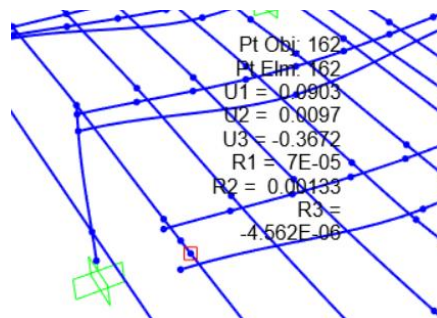 Pt Obj: 162
Pt Elm: 162
U1 = 0.0903
U2 = 0.0097
U3 = -0.3672
R1 = 7E-05
R2 = 0.00133
R3 =
-4.562E-06